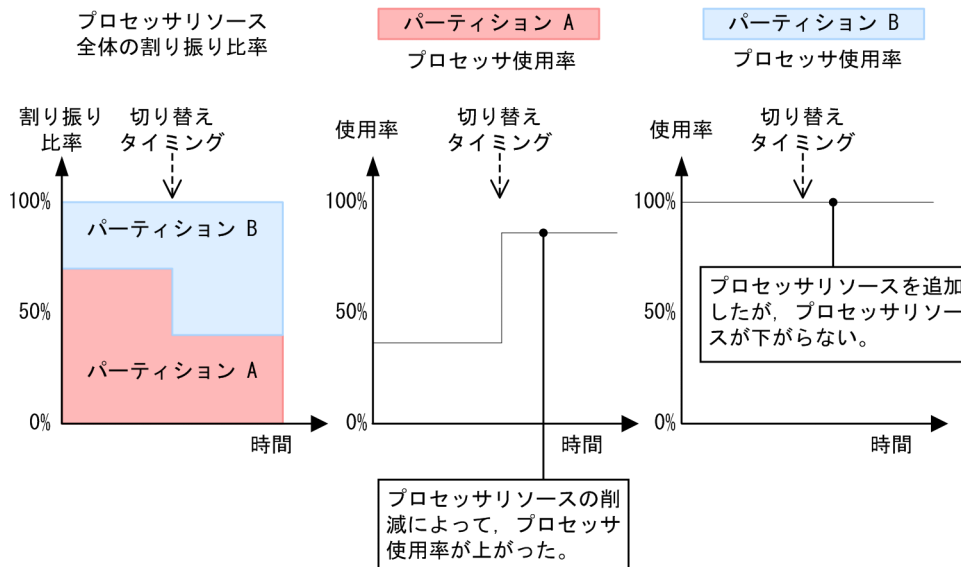 プロセッサリソース
全体の割り振り比率
割り振り
比率
切り替え
タイミング
100%
50%
0%
パーティション B
パーティション A
時間
パーティション A
プロセッサ使用率
使用率
切り替え
タイミング
100%
50%
0%
時間
プロセッサリソースの削
減によって，プロセッサ
使用率が上がった。
パーティション B
プロセッサ使用率
使用率
切り替え
タイミング
100%
50%
0%
時間
プロセッサリソースを追加
したが，プロセッサリソー
スが下がらない。